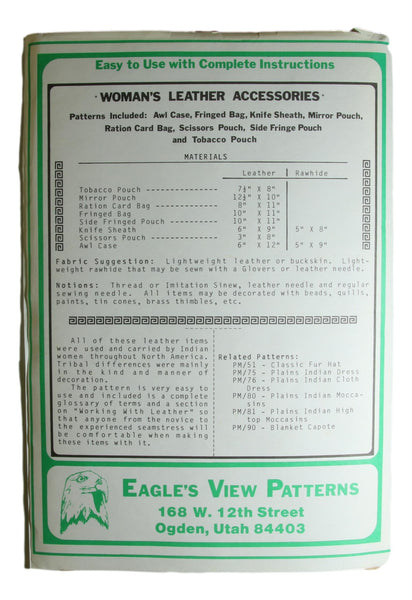 Easy to Use with Complete Instructions
·WOMAN'S LEATHER ACCESSORIES·
Patterns Included: Awl Case, Fringed Bag, Knife Sheath, Mirror Pouch,
Ration Card Bag, Scissors Pouch, Side Fringe Pouch
and Tobacco Pouch
MATERIALS
Leather Rawhide
Tobacco Pouch 7½" X 8"
Mirror Pouch 12½" X 10"
Ration Card Bag 8" X 11"
Fringed Bag 10" X 11"
Side Fringed Pouch 10" X 11"
Knife Sheath 6" X 9" 5" X 8"
Scissors Pouch 3" X 8"
Awl Case 6" X 12" 5" X 9"
Fabric Suggestion: Lightweight leather or buckskin. Light-
weight rawhide that may be sewn with a Glovers or leather needle.
Notions: Thread or Imitation Sinew, leather needle and regular
sewing needle. All items may be decorated with beads, quills,
paints, tin cones, brass thimbles, etc.
All of these leather items
were used and carried by Indian
women throughout North America.
Tribal differences were mainly
in the kind and manner of
decoration.
The pattern is very easy to
use and included is a complete
glossary of terms and a section
on "Working With Leather" so
that anyone from the novice to
the experienced seamstress will
be comfortable when making
these items with it.
Related Patterns:
PM/51 - Classic Fur Hat
PM/75 - Plains Indian Dress
PM/76 - Plains Indian Cloth
Dress
PM/80 - Plains Indian Mocca-
sins
PM/81 - Plains Indian High
top Moccasins
PM/90 - Blanket Capote
EAGLE'S VIEW PATTERNS
168 W. 12th Street
Ogden, Utah 84403